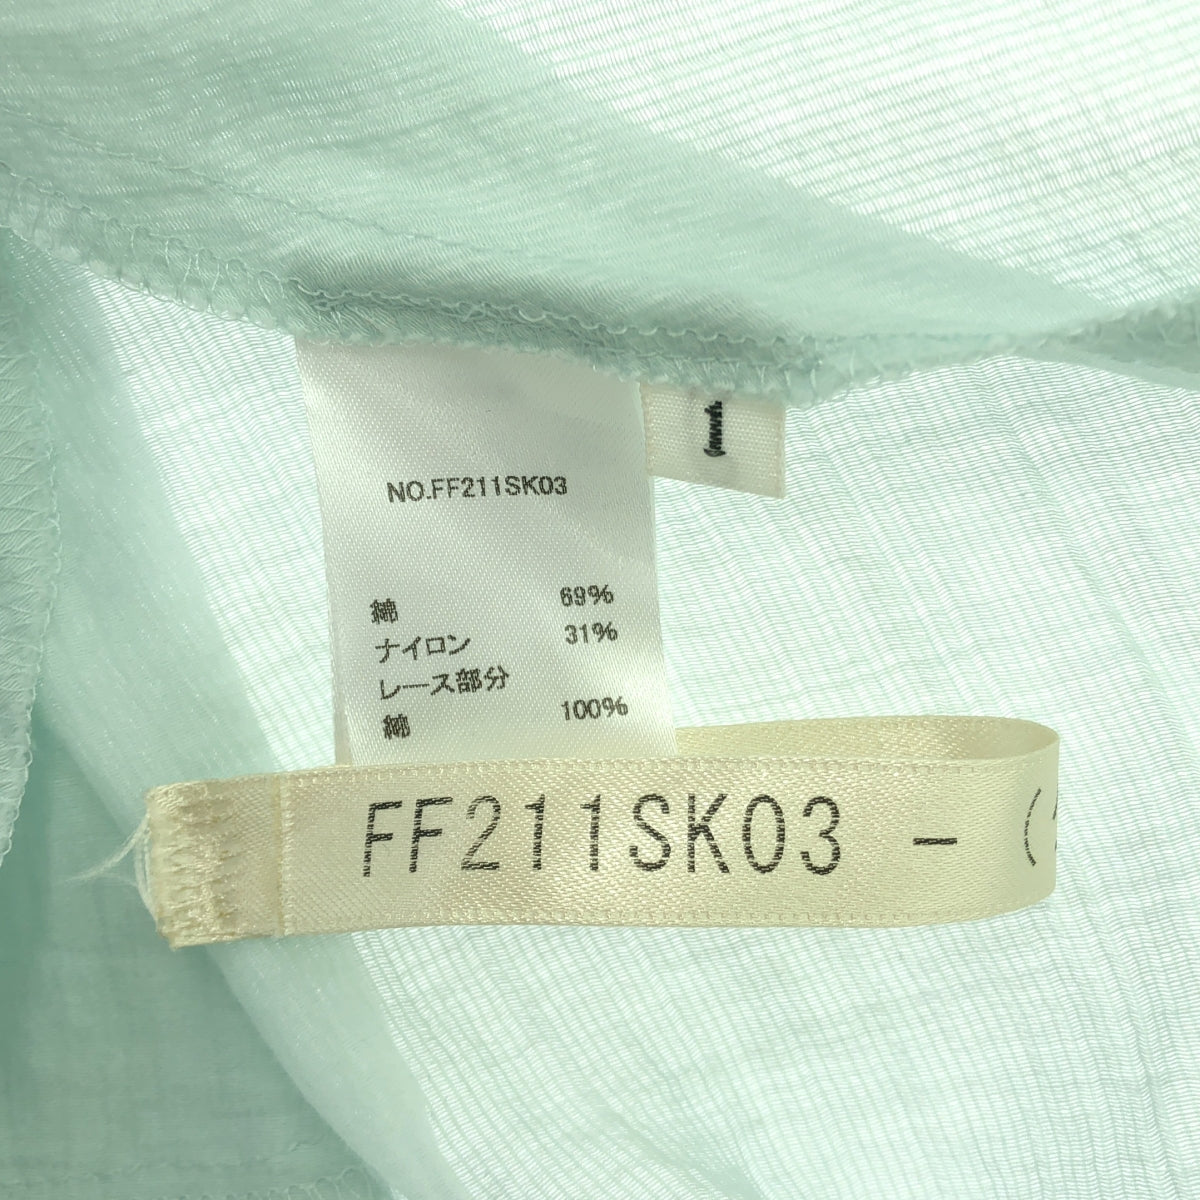 1
NO.FF211SK03
綿 69%
ナイロン 31%
レース部分
綿 100%
FF211SK03 - (